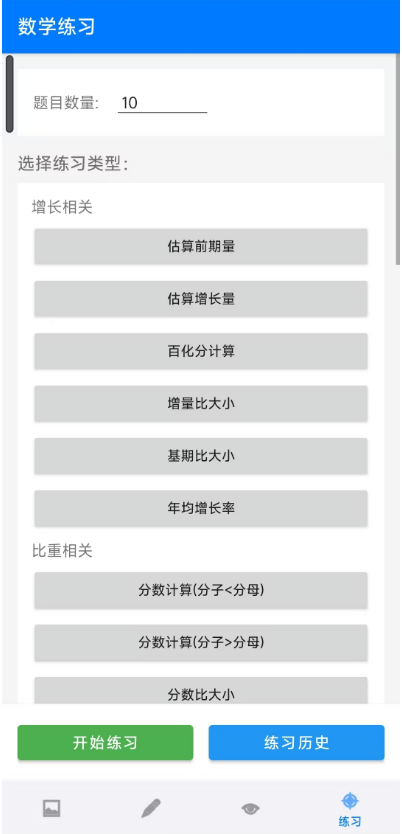 数学练习
题目数量: 10
选择练习类型:
增长相关
估算前期量
估算增长量
百化分计算
增量比大小
基期比大小
年均增长率
比重相关
分数计算(分子<分母)
分数计算(分子>分母)
分数比大小
开始练习 练习历史
练习